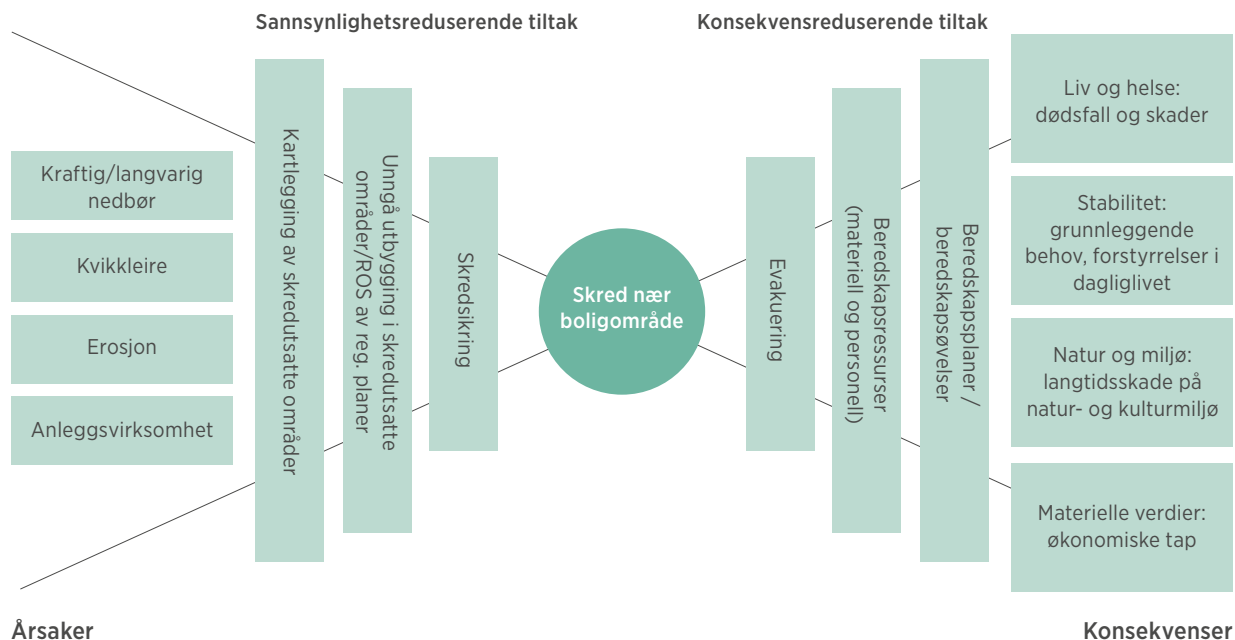 Sannsynlighetsreduserende tiltak
Konsekvensreduserende tiltak
Kraftig/langvarig
nedbør
Kvikkleire
Erosjon
Anleggsvirksomhet
Kartlegging av skredutsatte områder
Unngå utbygging i skredutsatte
områder/ROS av reg. planer
Skredsikring
Skred nær
boligområde
Evakuering
Beredskapsressurser
(materiell og personell)
Beredskapsplaner /
beredskapsøvelser
Liv og helse:
dødsfall og skader
Stabilitet:
grunnleggende
behov, forstyrrelser i
dagliglivet
Natur og miljø:
langtidsskade på
natur- og kulturmiljø
Materielle verdier:
økonomiske tap
Årsaker
Konsekvenser